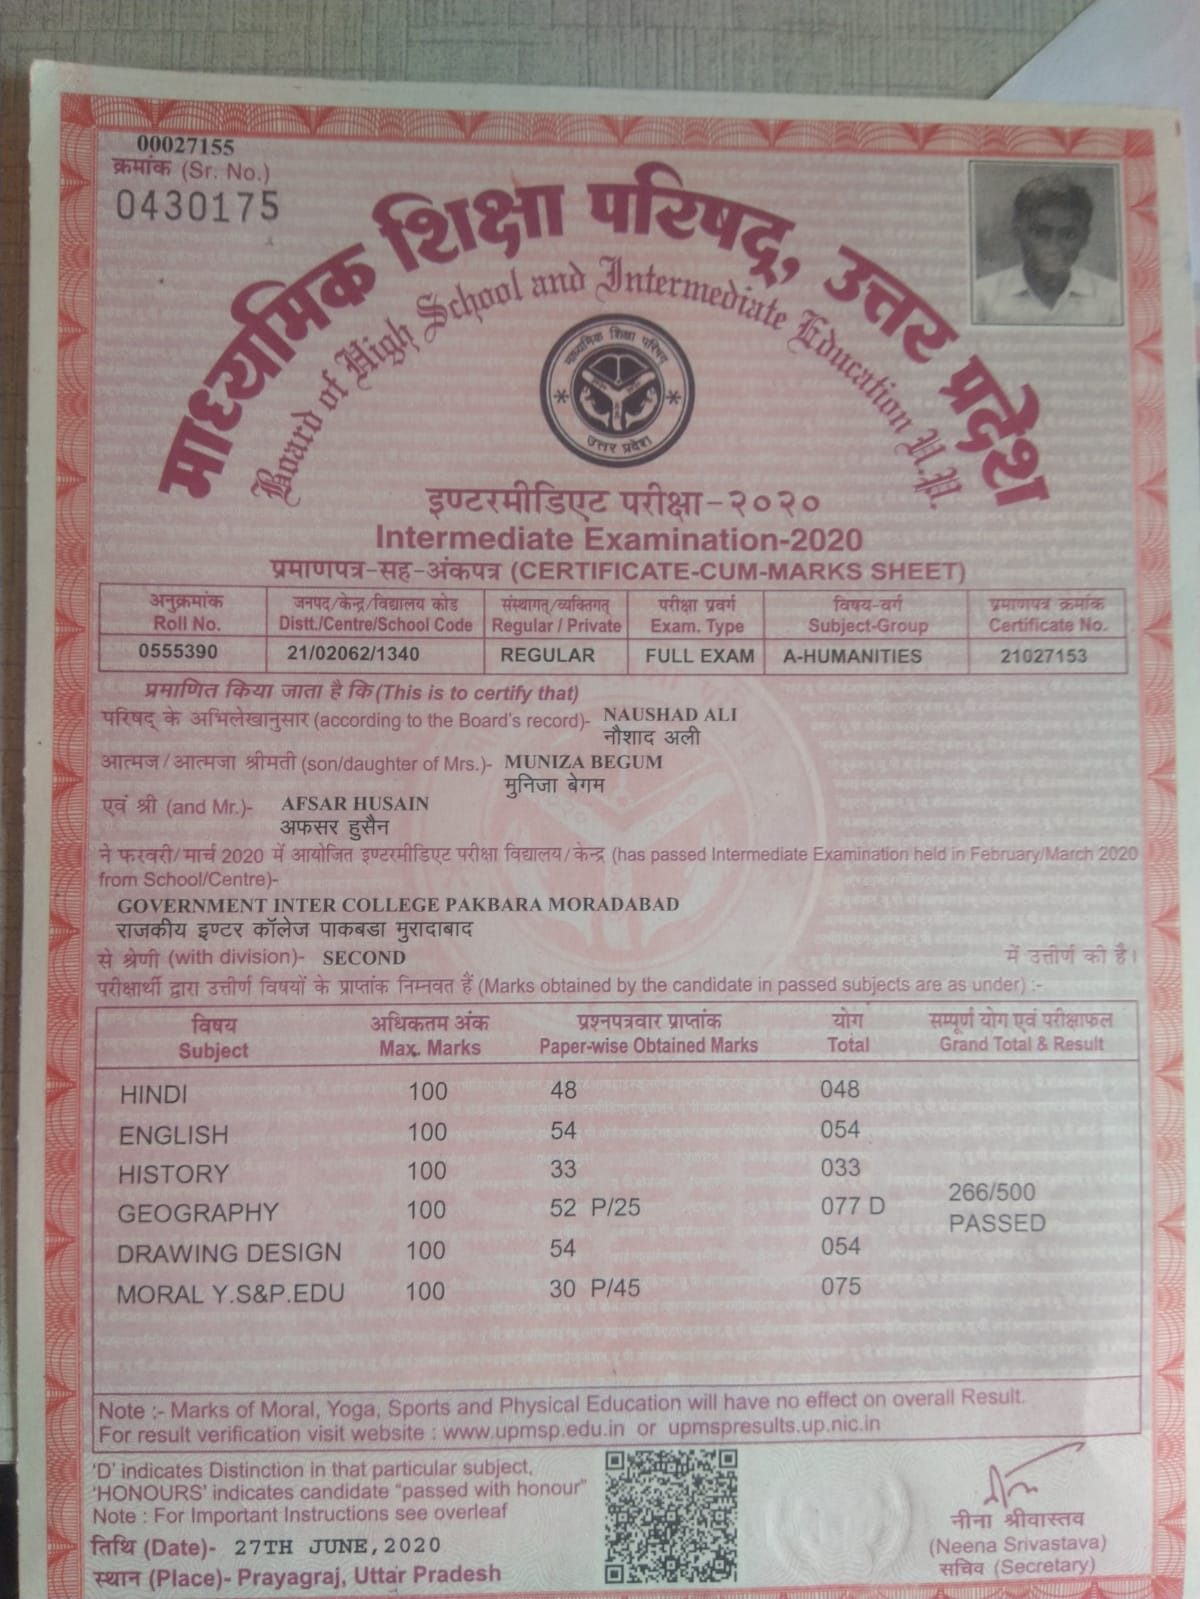 00027155
क्रमांक (Sr. No.)
0430175
माध्यमिक शिक्षा परिषद्, उत्तर प्रदेश
Board of High School and Intermediate Education U.P.
माध्यमिक शिक्षा परिषद
उत्तर प्रदेश
इण्टरमीडिएट परीक्षा-२०२०
Intermediate Examination-2020
प्रमाणपत्र-सह-अंकपत्र (CERTIFICATE-CUM-MARKS SHEET)
अनुक्रमांक जनपद/केन्द्र/विद्यालय कोड संस्थागत्/व्यक्तिगत् परीक्षा प्रवर्ग विषय-वर्ग प्रमाणपत्र क्रमांक
Roll No. Distt./Centre/School Code Regular / Private Exam. Type Subject-Group Certificate No.
0555390 21/02062/1340 REGULAR FULL EXAM A-HUMANITIES 21027153
प्रमाणित किया जाता है कि (This is to certify that)
परिषद् के अभिलेखानुसार (according to the Board's record)- NAUSHAD ALI
नौशाद अली
आत्मज/आत्मजा श्रीमती (son/daughter of Mrs.)- MUNIZA BEGUM
मुनिजा बेगम
एवं श्री (and Mr.)- AFSAR HUSAIN
अफसर हुसैन
ने फरवरी/मार्च 2020 में आयोजित इण्टरमीडिएट परीक्षा विद्यालय/केन्द्र (has passed Intermediate Examination held in February/March 2020
from School/Centre)-
GOVERNMENT INTER COLLEGE PAKBARA MORADABAD
राजकीय इण्टर कॉलेज पाकबडा मुरादाबाद
से श्रेणी (with division)- SECOND में उत्तीर्ण की है।
परीक्षार्थी द्वारा उत्तीर्ण विषयों के प्राप्तांक निम्नवत हैं (Marks obtained by the candidate in passed subjects are as under) :-
विषय अधिकतम अंक प्रश्नपत्रवार प्राप्तांक योग सम्पूर्ण योग एवं परीक्षाफल
Subject Max. Marks Paper-wise Obtained Marks Total Grand Total & Result
HINDI 100 48 048
ENGLISH 100 54 054
HISTORY 100 33 033
GEOGRAPHY 100 52 P/25 077 D 266/500
PASSED
DRAWING DESIGN 100 54 054
MORAL Y.S&P.EDU 100 30 P/45 075
Note :- Marks of Moral, Yoga, Sports and Physical Education will have no effect on overall Result.
For result verification visit website : www.upmsp.edu.in or upmspresults.up.nic.in
'D' indicates Distinction in that particular subject,
'HONOURS' indicates candidate "passed with honour"
Note : For Important Instructions see overleaf
तिथि (Date)- 27TH JUNE,2020
स्थान (Place)- Prayagraj, Uttar Pradesh
नीना श्रीवास्तव
(Neena Srivastava)
सचिव (Secretary)